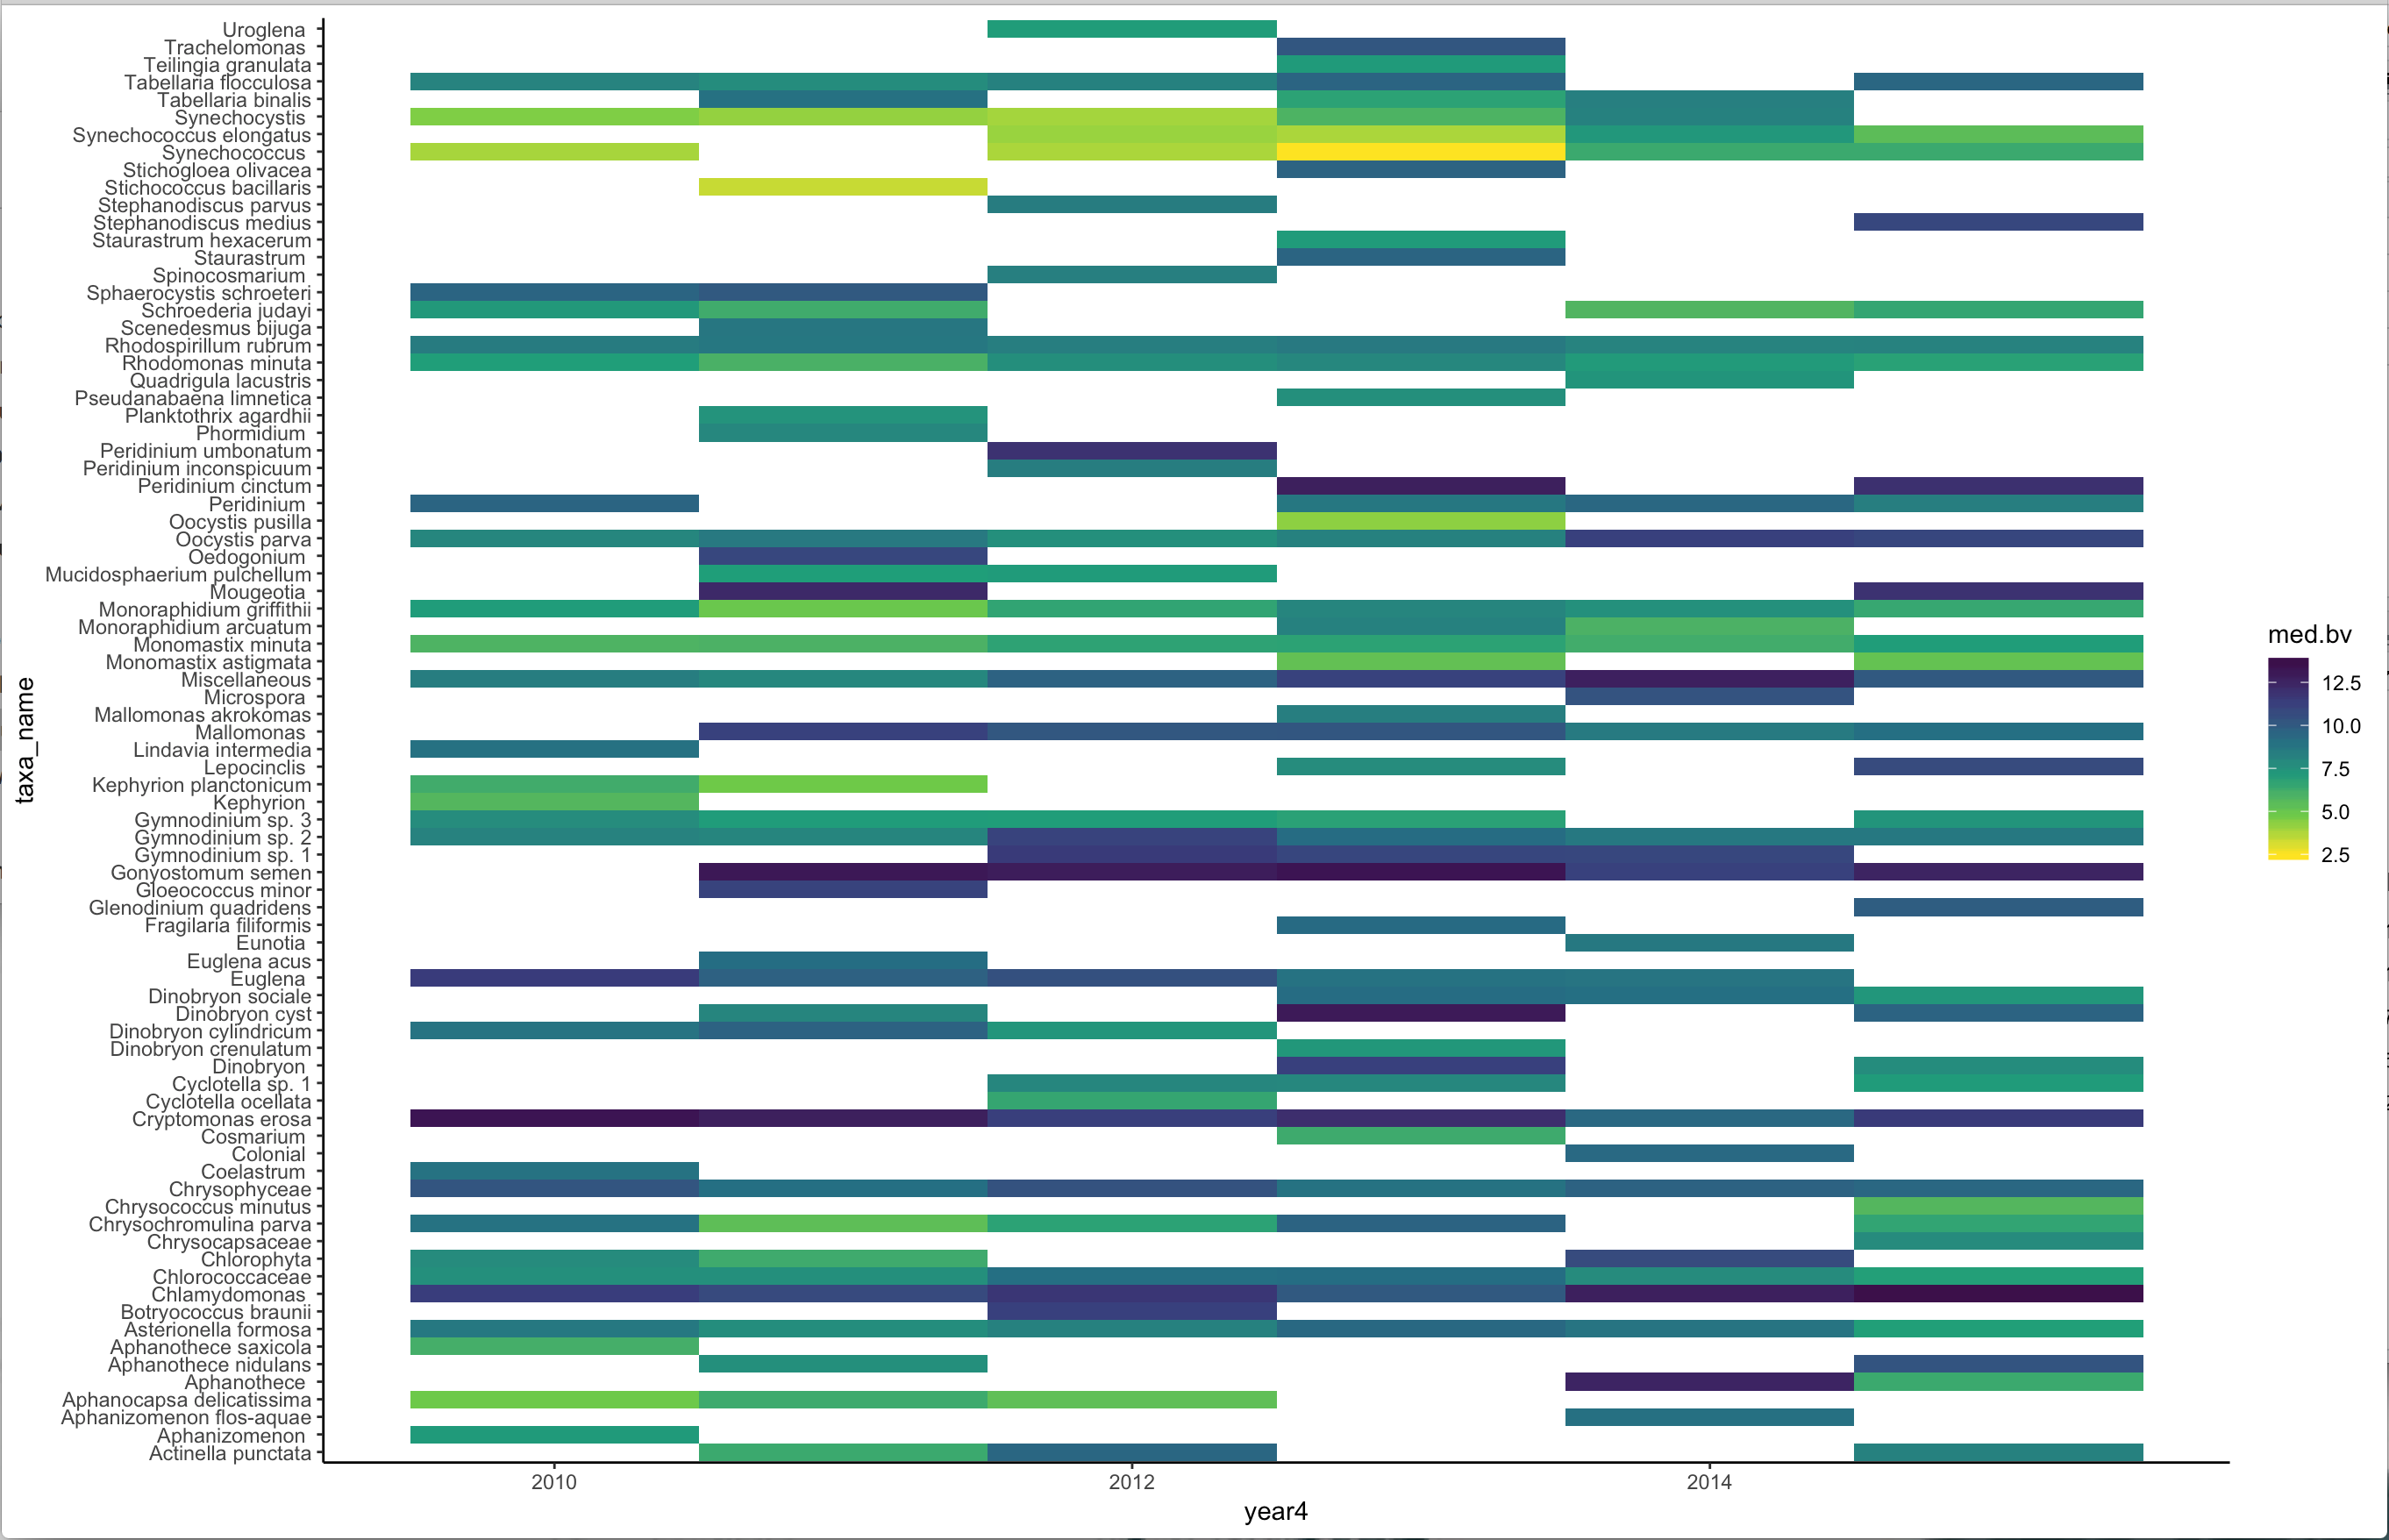 Uroglena
Trachelomonas
Teilingia granulata
Tabellaria flocculosa
Tabellaria binalis
Synechocystis
Synechococcus elongatus
Synechococcus
Stichogloea olivacea
Stichococcus bacillaris
Stephanodiscus parvus
Stephanodiscus medius
Staurastrum hexacerum
Staurastrum
Spinocosmarium
Sphaerocystis schroeteri
Schroederia judayi
Scenedesmus bijuga
Rhodospirillum rubrum
Rhodomonas minuta
Quadrigula lacustris
Pseudanabaena limnetica
Planktothrix agardhii
Phormidium
Peridinium umbonatum
Peridinium inconspicuum
Peridinium cinctum
Peridinium
Oocystis pusilla
Oocystis parva
Oedogonium
Mucidosphaerium pulchellum
Mougeotia
Monoraphidium griffithii
Monoraphidium arcuatum
Monomastix minuta
Monomastix astigmata
Miscellaneous
Microspora
Mallomonas akrokomas
Mallomonas
Lindavia intermedia
Lepocinclis
Kephyrion planctonicum
Kephyrion
Gymnodinium sp. 3
Gymnodinium sp. 2
Gymnodinium sp. 1
Gonyostomum semen
Gloeococcus minor
Glenodinium quadridens
Fragilaria filiformis
Eunotia
Euglena acus
Euglena
Dinobryon sociale
Dinobryon cyst
Dinobryon cylindricum
Dinobryon crenulatum
Dinobryon
Cyclotella sp. 1
Cyclotella ocellata
Cryptomonas erosa
Cosmarium
Colonial
Coelastrum
Chrysophyceae
Chrysococcus minutus
Chrysochromulina parva
Chrysocapsaceae
Chlorophyta
Chlorococcaceae
Chlamydomonas
Botryococcus braunii
Asterionella formosa
Aphanothece saxicola
Aphanothece nidulans
Aphanothece
Aphanocapsa delicatissima
Aphanizomenon flos-aquae
Aphanizomenon
Actinella punctata
taxa_name
2010 2012 2014
year4
med.bv
12.5
10.0
7.5
5.0
2.5